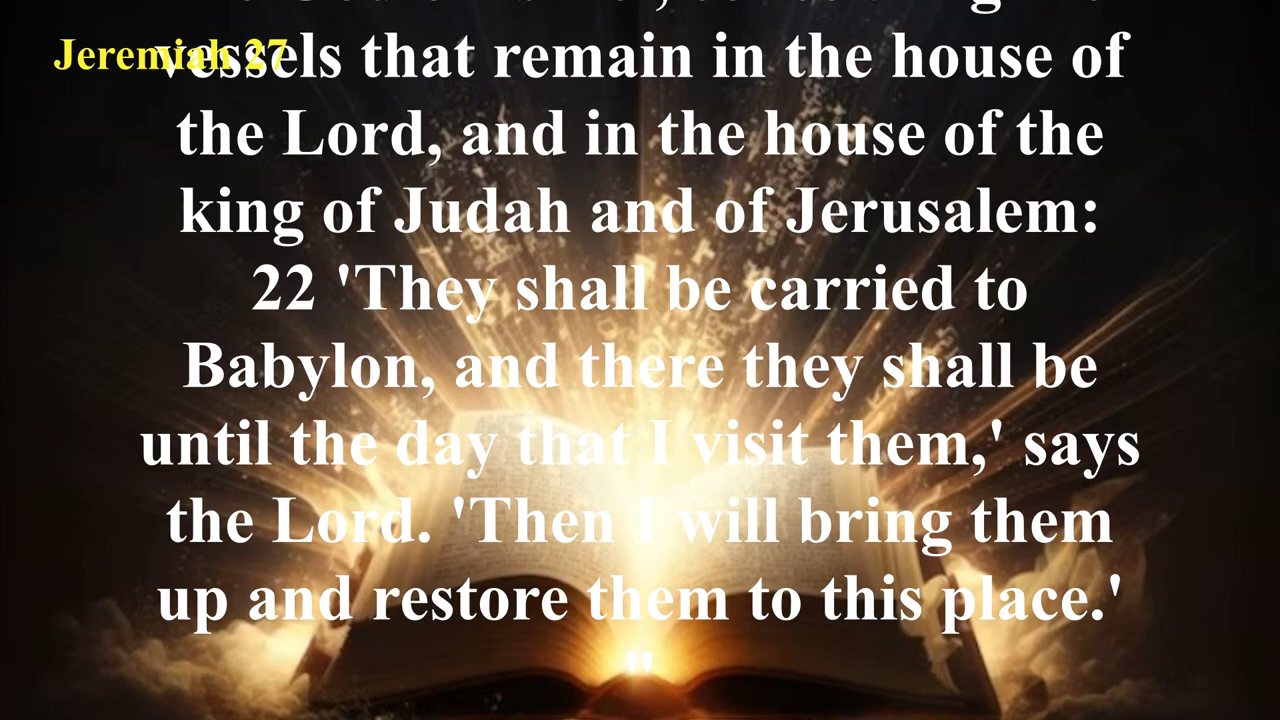 Jeremiah 27
vessels that remain in the house of
the Lord, and in the house of the
king of Judah and of Jerusalem:
22 'They shall be carried to
Babylon, and there they shall be
until the day that I visit them,' says
the Lord. 'Then I will bring them
up and restore them to this place.'
"